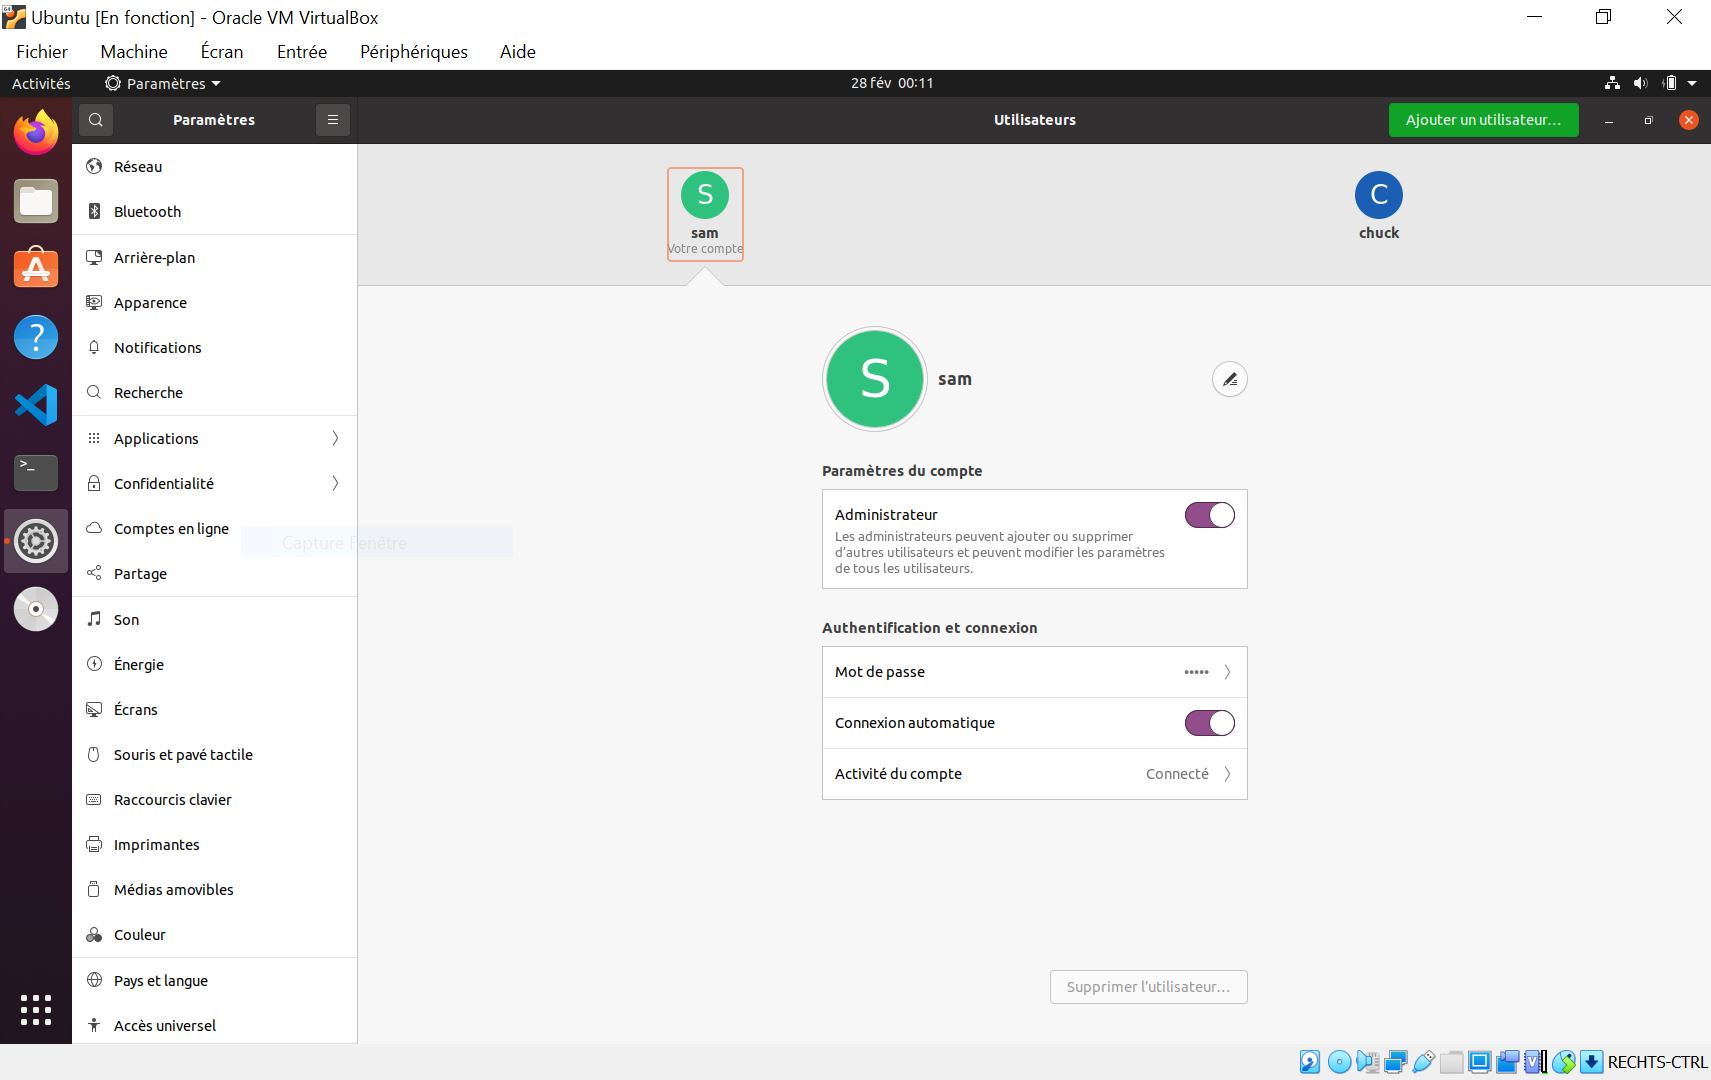 Ubuntu [En fonction] - Oracle VM VirtualBox
Fichier Machine Écran Entrée Périphériques Aide
Activités Paramètres 28 fév 00:11
Paramètres Utilisateurs Ajouter un utilisateur…
Réseau
Bluetooth
Arrière-plan
Apparence
Notifications
Recherche
Applications
Confidentialité
Comptes en ligne
Capture Fenêtre
Partage
Son
Énergie
Écrans
Souris et pavé tactile
Raccourcis clavier
Imprimantes
Médias amovibles
Couleur
Pays et langue
Accès universel
S
sam
Votre compte
C
chuck
S
sam
Paramètres du compte
Administrateur
Les administrateurs peuvent ajouter ou supprimer
d’autres utilisateurs et peuvent modifier les paramètres
de tous les utilisateurs.
Authentification et connexion
Mot de passe •••••
Connexion automatique
Activité du compte Connecté
Supprimer l’utilisateur…
RECHTS-CTRL